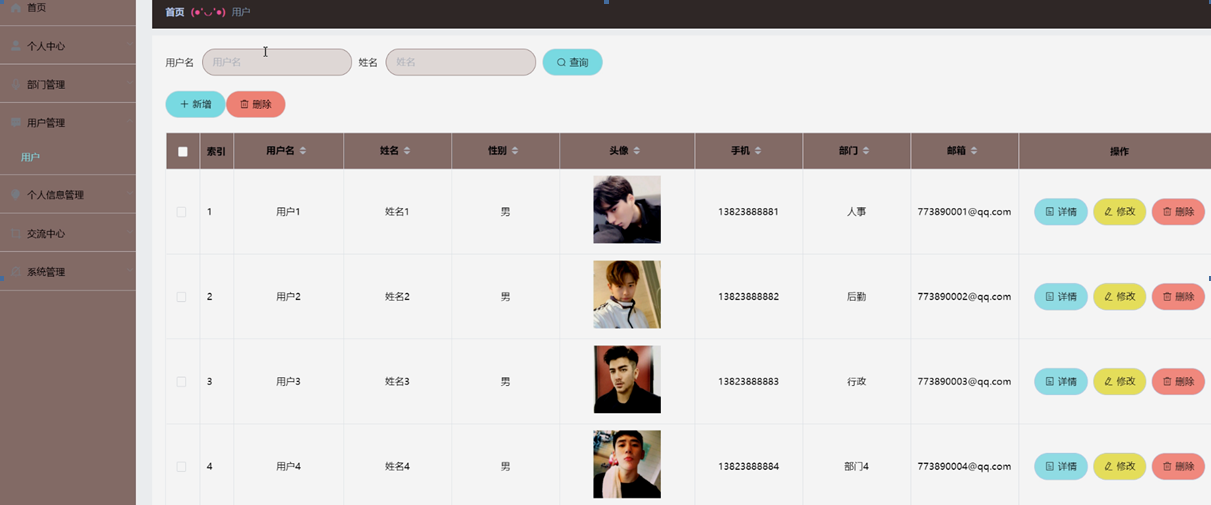 首页
个人中心
部门管理
用户管理
用户
个人信息管理
交流中心
系统管理
首页 (●'◡'●) 用户
用户名 用户名 姓名 姓名 查询
新增 删除
索引 用户名 姓名 性别 头像 手机 部门 邮箱 操作
1 用户1 姓名1 男 13823888881 人事 773890001@qq.com 详情 修改 删除
2 用户2 姓名2 男 13823888882 后勤 773890002@qq.com 详情 修改 删除
3 用户3 姓名3 男 13823888883 行政 773890003@qq.com 详情 修改 删除
4 用户4 姓名4 男 13823888884 部门4 773890004@qq.com 详情 修改 删除